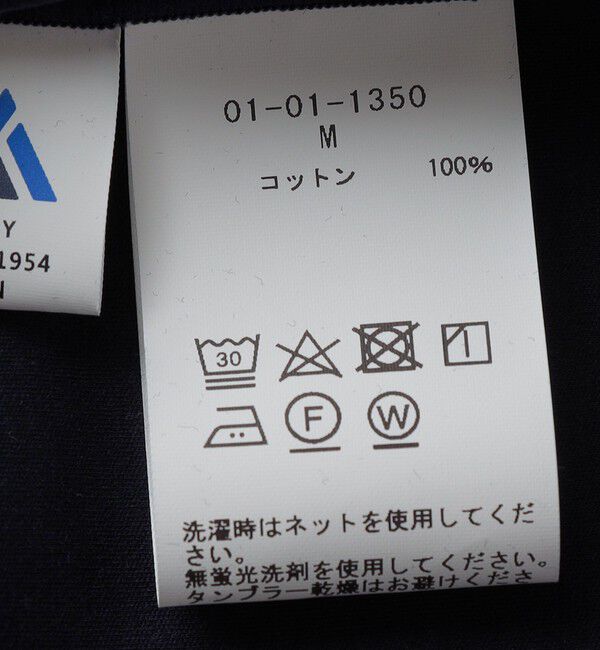 01-01-1350
M
コットン 100%
30
F W
洗濯時はネットを使用してくだ
さい。
無蛍光洗剤を使用してください。
タンブラー乾燥はお避けくださ
Y
1954
N